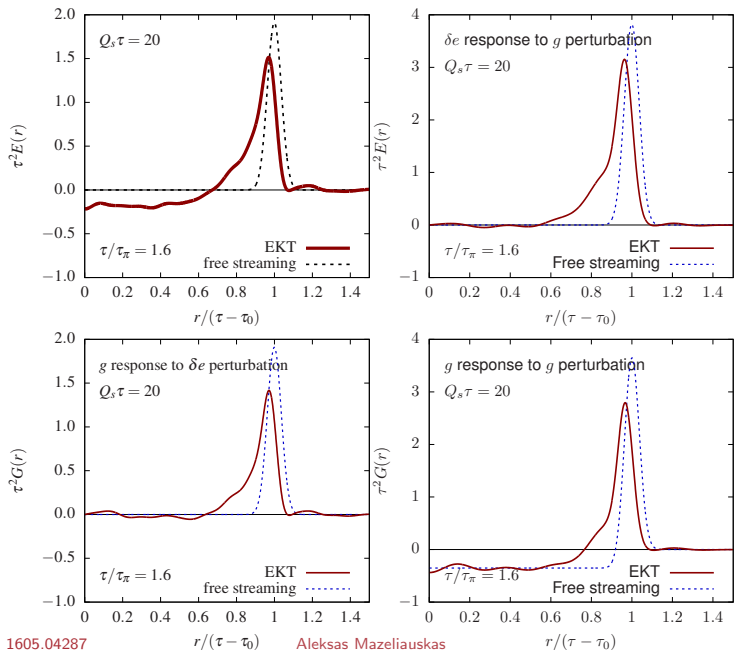 2.0
1.5
1.0
0.5
0.0
−0.5
−1.0
0 0.2 0.4 0.6 0.8 1 1.2 1.4
τ²E(r)
r/(τ − τ₀)
Q_sτ = 20
τ/τ_π = 1.6
EKT
free streaming
4
3
2
1
0
−1
0 0.2 0.4 0.6 0.8 1 1.2 1.4
τ²E(r)
r/(τ − τ₀)
δe response to g perturbation
Q_sτ = 20
τ/τ_π = 1.6
EKT
Free streaming
2.0
1.5
1.0
0.5
0.0
−0.5
−1.0
0 0.2 0.4 0.6 0.8 1 1.2 1.4
τ²G(r)
r/(τ − τ₀)
g response to δe perturbation
Q_sτ = 20
τ/τ_π = 1.6
EKT
free streaming
4
3
2
1
0
−1
0 0.2 0.4 0.6 0.8 1 1.2 1.4
τ²G(r)
r/(τ − τ₀)
g response to g perturbation
Q_sτ = 20
τ/τ_π = 1.6
EKT
Free streaming
1605.04287
Aleksas Mazeliauskas